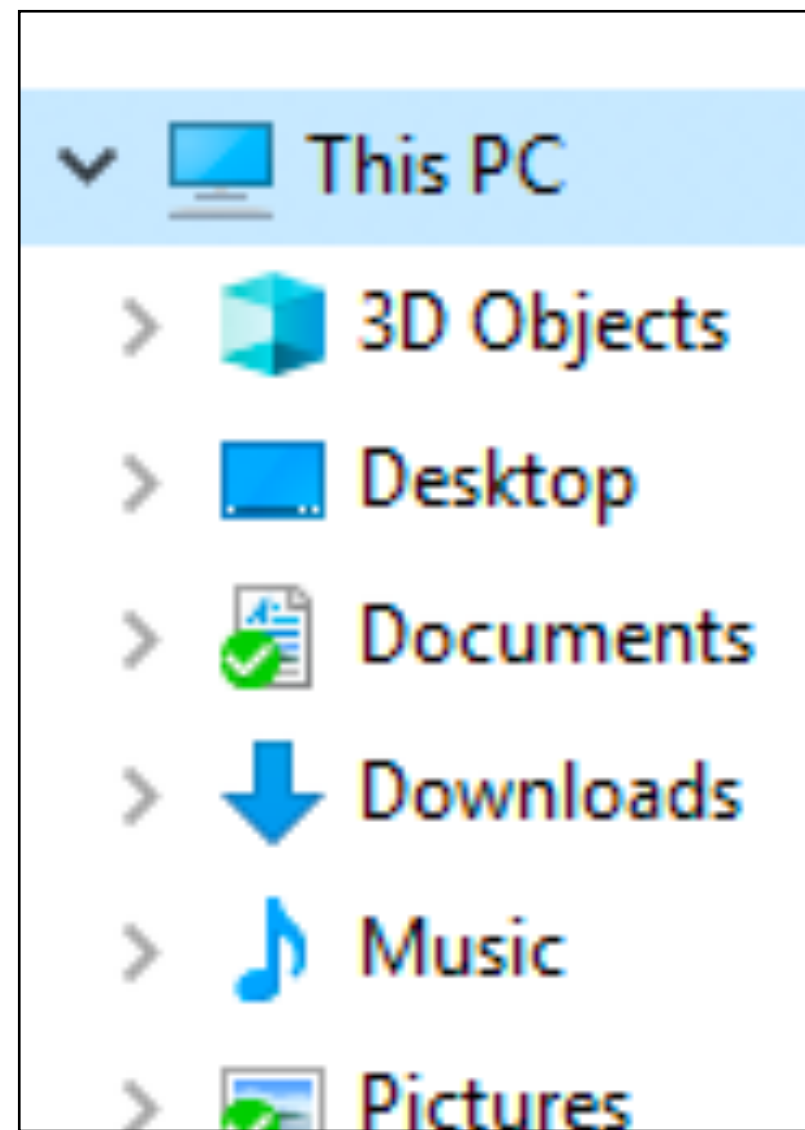 This PC
3D Objects
Desktop
Documents
Downloads
Music
Pictures